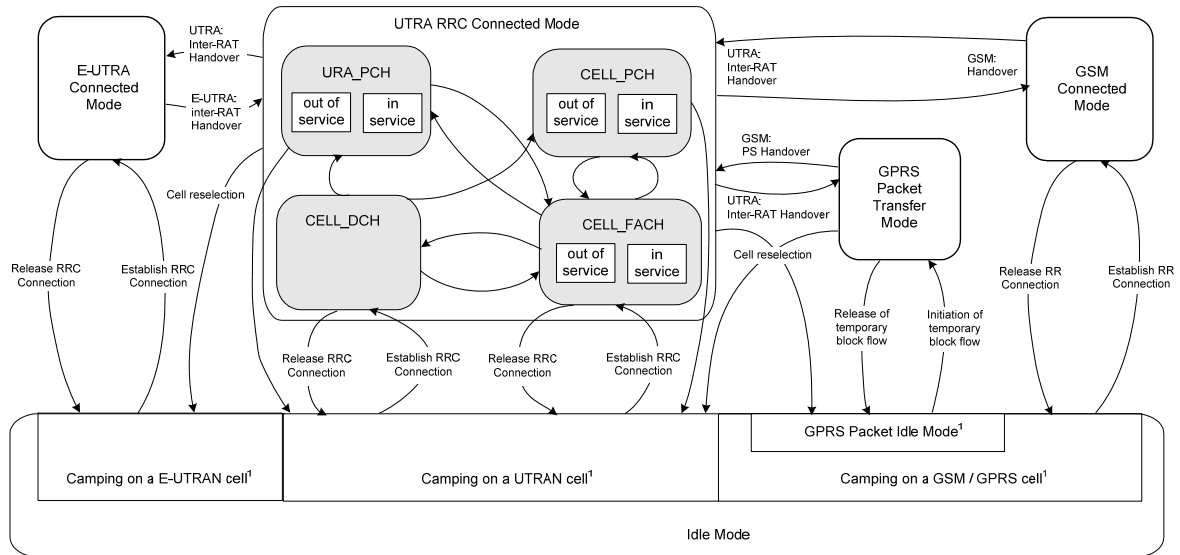 UTRA RRC Connected Mode
E-UTRA
Connected
Mode
UTRA:
Inter-RAT
Handover
E-UTRA:
inter-RAT
Handover
URA_PCH
out of
service
in
service
CELL_PCH
out of
service
in
service
UTRA:
Inter-RAT
Handover
GSM:
Handover
GSM
Connected
Mode
GSM:
PS Handover
GPRS
Packet
Transfer
Mode
UTRA:
Inter-RAT Handover
Cell reselection
CELL_DCH
CELL_FACH
out of
service
in
service
Cell reselection
Release RRC
Connection
Establish RRC
Connection
Release RR
Connection
Establish RR
Connection
Release of
temporary
block flow
Initiation of
temporary
block flow
Release RRC
Connection
Establish RRC
Connection
Release RRC
Connection
Establish RRC
Connection
GPRS Packet Idle Mode¹
Camping on a E-UTRAN cell¹
Camping on a UTRAN cell¹
Camping on a GSM / GPRS cell¹
Idle Mode